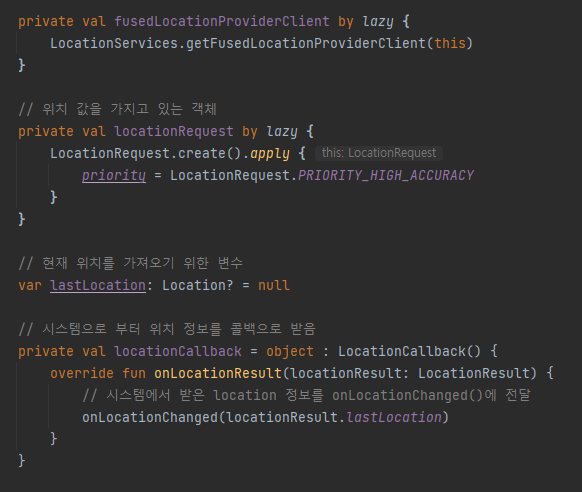 private val fusedLocationProviderClient by lazy {
LocationServices.getFusedLocationProviderClient(this)
}
// 위치 값을 가지고 있는 객체
private val locationRequest by lazy {
LocationRequest.create().apply { this: LocationRequest
priority = LocationRequest.PRIORITY_HIGH_ACCURACY
}
}
// 현재 위치를 가져오기 위한 변수
var lastLocation: Location? = null
// 시스템으로 부터 위치 정보를 콜백으로 받음
private val locationCallback = object : LocationCallback() {
override fun onLocationResult(locationResult: LocationResult) {
// 시스템에서 받은 location 정보를 onLocationChanged()에 전달
onLocationChanged(locationResult.lastLocation)
}
}